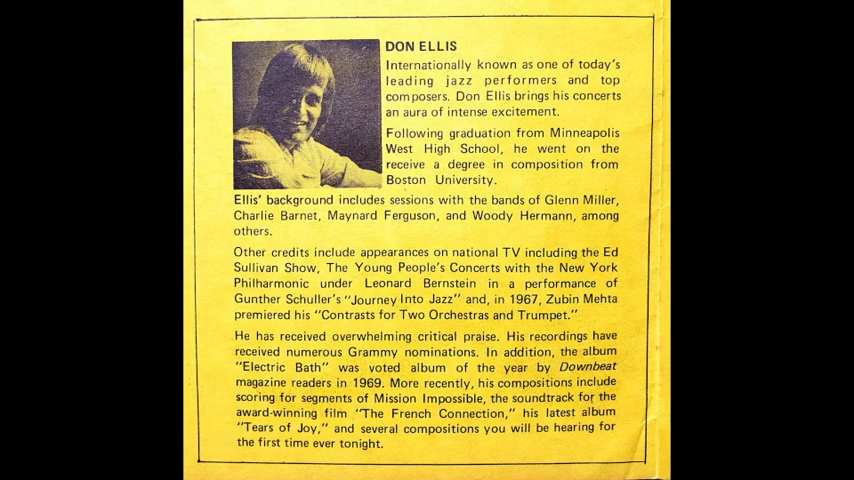 DON ELLIS
Internationally known as one of today's
leading jazz performers and top
composers. Don Ellis brings his concerts
an aura of intense excitement.
Following graduation from Minneapolis
West High School, he went on the
receive a degree in composition from
Boston University.
Ellis' background includes sessions with the bands of Glenn Miller,
Charlie Barnet, Maynard Ferguson, and Woody Hermann, among
others.
Other credits include appearances on national TV including the Ed
Sullivan Show, The Young People's Concerts with the New York
Philharmonic under Leonard Bernstein in a performance of
Gunther Schuller's "Journey Into Jazz" and, in 1967, Zubin Mehta
premiered his "Contrasts for Two Orchestras and Trumpet."
He has received overwhelming critical praise. His recordings have
received numerous Grammy nominations. In addition, the album
"Electric Bath" was voted album of the year by Downbeat
magazine readers in 1969. More recently, his compositions include
scoring for segments of Mission Impossible, the soundtrack for the
award-winning film "The French Connection," his latest album
"Tears of Joy," and several compositions you will be hearing for
the first time ever tonight.